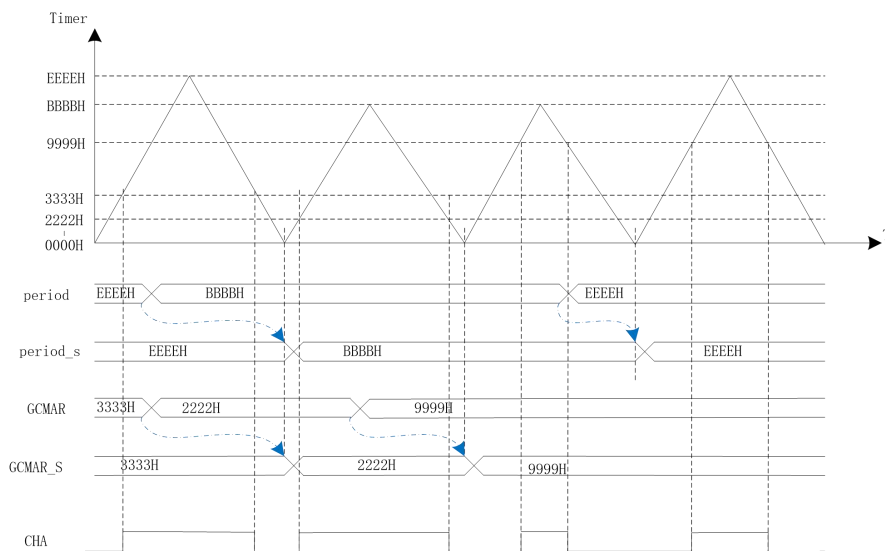 Timer
EEEEH
BBBBH
9999H
3333H
2222H
0000H
period EEEEH BBBBH EEEEH
period_s EEEEH BBBBH EEEEH
GCMAR 3333H 2222H 9999H
GCMAR_S 3333H 2222H 9999H
CHA